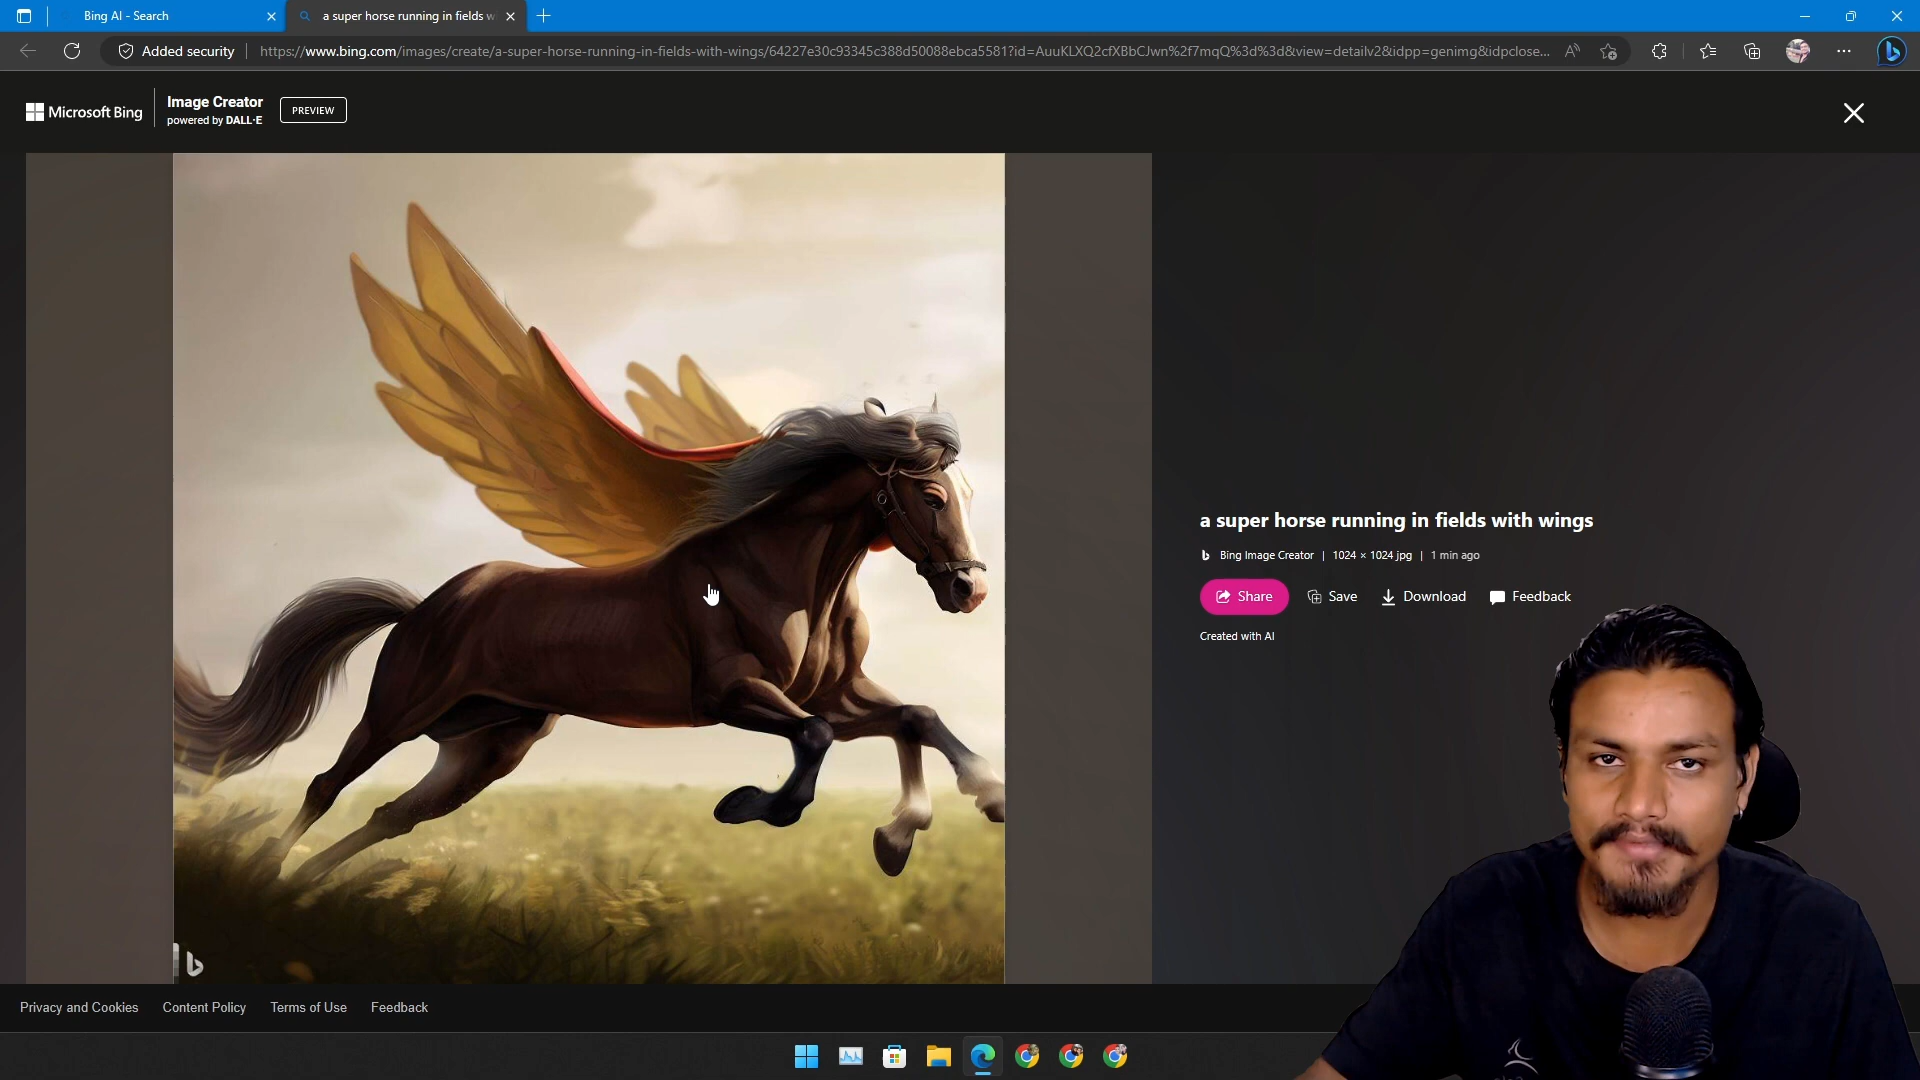 Bing AI - Search
a super horse running in fields w
Added security
https://www.bing.com/images/create/a-super-horse-running-in-fields-with-wings/64227e30c93345c388d50088ebca5581?id=AuuKLXQ2cfXBbCJwn%2f7mqQ%3d%3d&view=detailv2&idpp=genimg&idpclose...
Microsoft Bing
Image Creator
powered by DALL·E
PREVIEW
a super horse running in fields with wings
Bing Image Creator | 1024 × 1024 jpg | 1 min ago
Share Save Download Feedback
Created with AI
Privacy and Cookies Content Policy Terms of Use Feedback